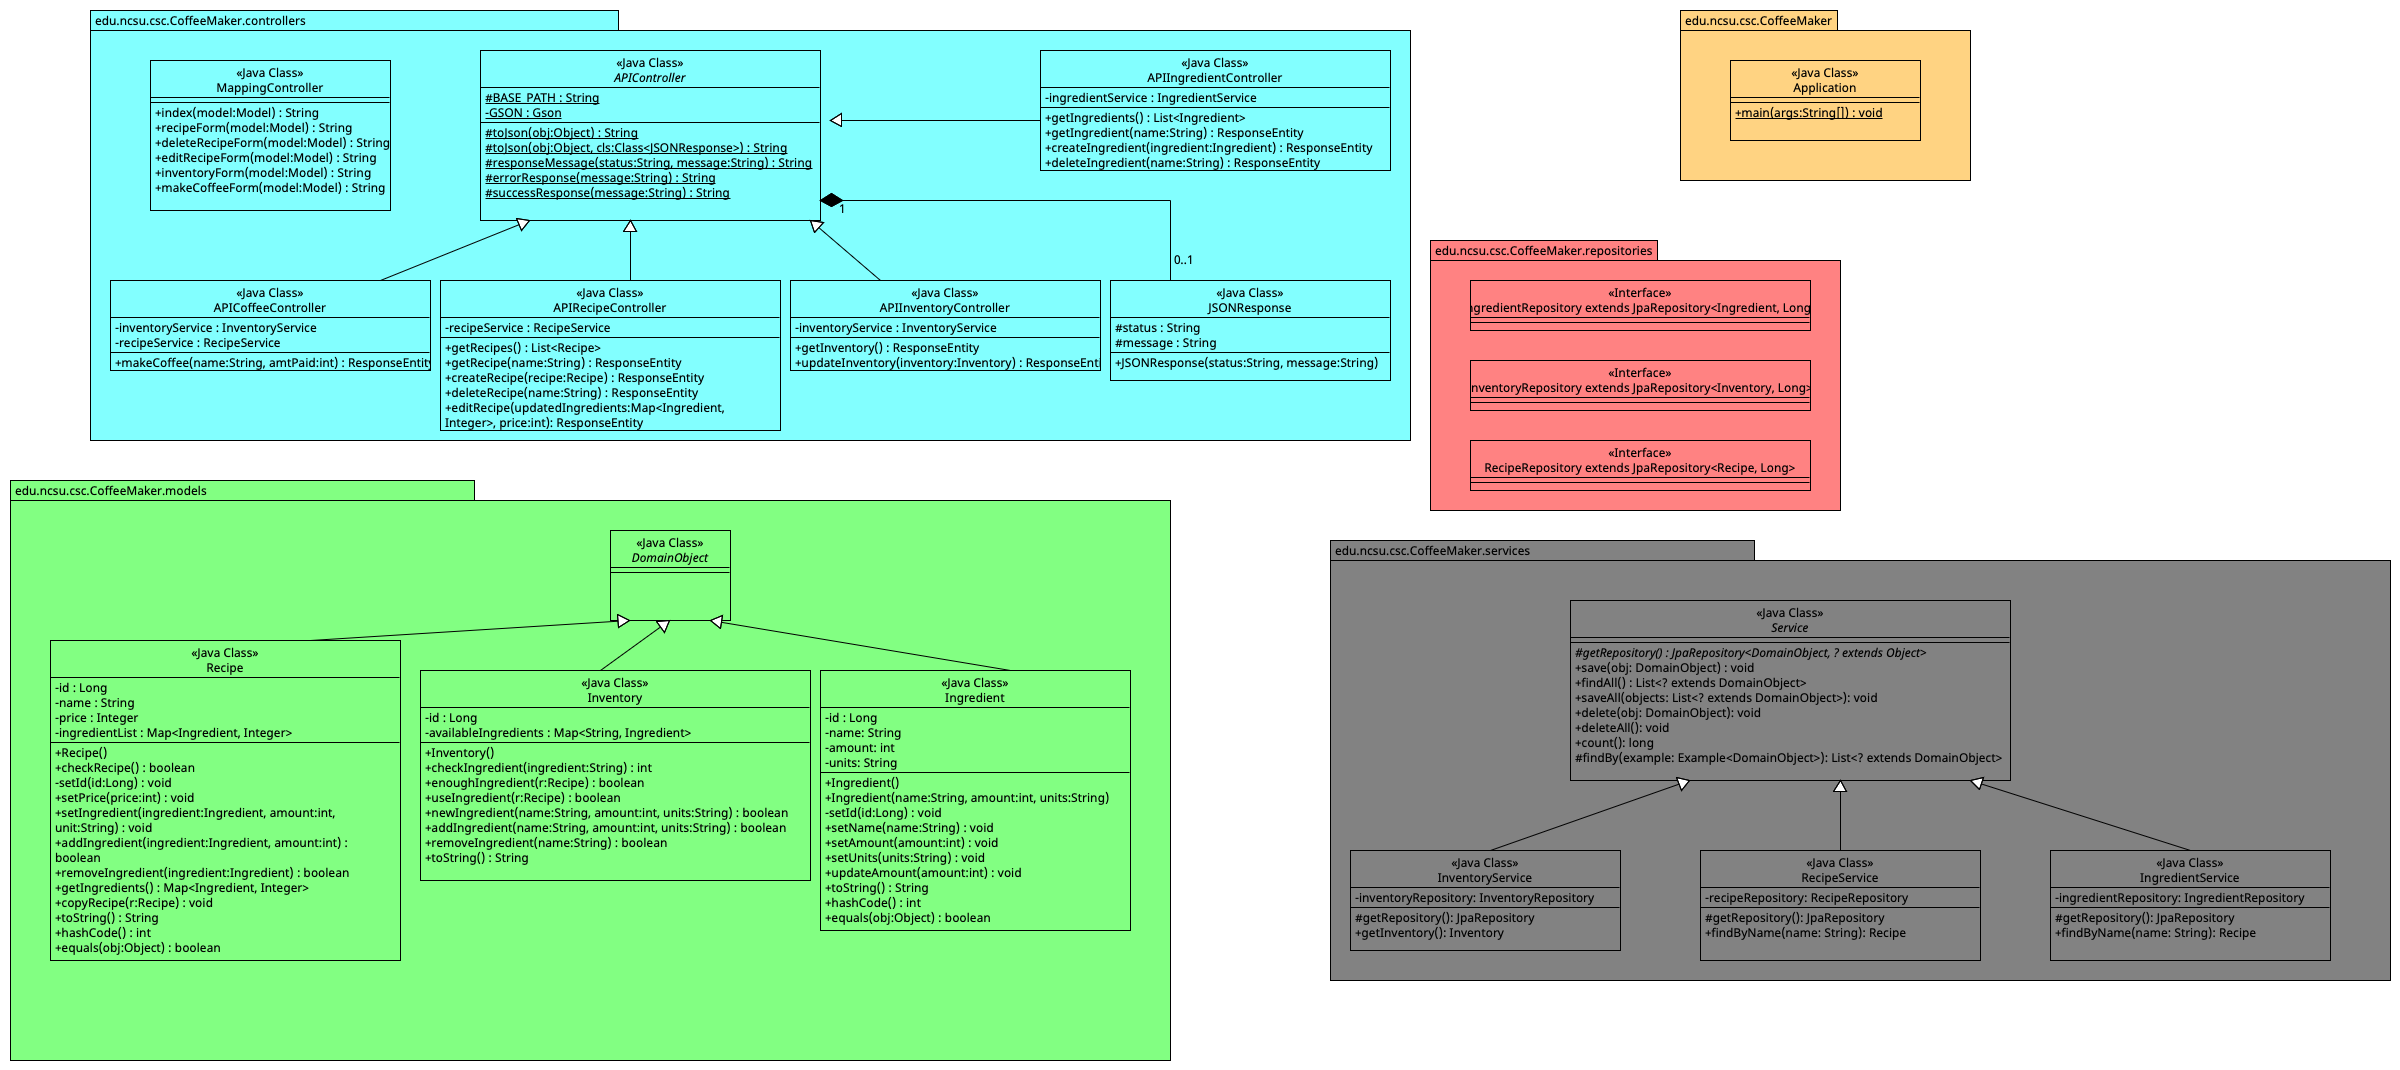 edu.ncsu.csc.CoffeeMaker.controllers
«Java Class»
MappingController
+index(model:Model) : String
+recipeForm(model:Model) : String
+deleteRecipeForm(model:Model) : String
+editRecipeForm(model:Model) : String
+inventoryForm(model:Model) : String
+makeCoffeeForm(model:Model) : String
«Java Class»
APIController
#BASE_PATH : String
-GSON : Gson
#toJson(obj:Object) : String
#toJson(obj:Object, cls:Class<JSONResponse>) : String
#responseMessage(status:String, message:String) : String
#errorResponse(message:String) : String
#successResponse(message:String) : String
«Java Class»
APIIngredientController
-ingredientService : IngredientService
+getIngredients() : List<Ingredient>
+getIngredient(name:String) : ResponseEntity
+createIngredient(ingredient:Ingredient) : ResponseEntity
+deleteIngredient(name:String) : ResponseEntity
1
0..1
«Java Class»
APICoffeeController
-inventoryService : InventoryService
-recipeService : RecipeService
+makeCoffee(name:String, amtPaid:int) : ResponseEntity
«Java Class»
APIRecipeController
-recipeService : RecipeService
+getRecipes() : List<Recipe>
+getRecipe(name:String) : ResponseEntity
+createRecipe(recipe:Recipe) : ResponseEntity
+deleteRecipe(name:String) : ResponseEntity
+editRecipe(updatedIngredients:Map<Ingredient,
Integer>, price:int): ResponseEntity
«Java Class»
APIInventoryController
-inventoryService : InventoryService
+getInventory() : ResponseEntity
+updateInventory(inventory:Inventory) : ResponseEnti
«Java Class»
JSONResponse
#status : String
#message : String
+JSONResponse(status:String, message:String)
edu.ncsu.csc.CoffeeMaker
«Java Class»
Application
+main(args:String[]) : void
edu.ncsu.csc.CoffeeMaker.repositories
«Interface»
ngredientRepository extends JpaRepository<Ingredient, Long
«Interface»
nventoryRepository extends JpaRepository<Inventory, Long>
«Interface»
RecipeRepository extends JpaRepository<Recipe, Long>
edu.ncsu.csc.CoffeeMaker.models
«Java Class»
DomainObject
«Java Class»
Recipe
-id : Long
-name : String
-price : Integer
-ingredientList : Map<Ingredient, Integer>
+Recipe()
+checkRecipe() : boolean
-setId(id:Long) : void
+setPrice(price:int) : void
+setIngredient(ingredient:Ingredient, amount:int,
unit:String) : void
+addIngredient(ingredient:Ingredient, amount:int) :
boolean
+removeIngredient(ingredient:Ingredient) : boolean
+getIngredients() : Map<Ingredient, Integer>
+copyRecipe(r:Recipe) : void
+toString() : String
+hashCode() : int
+equals(obj:Object) : boolean
«Java Class»
Inventory
-id : Long
-availableIngredients : Map<String, Ingredient>
+Inventory()
+checkIngredient(ingredient:String) : int
+enoughIngredient(r:Recipe) : boolean
+useIngredient(r:Recipe) : boolean
+newIngredient(name:String, amount:int, units:String) : boolean
+addIngredient(name:String, amount:int, units:String) : boolean
+removeIngredient(name:String) : boolean
+toString() : String
«Java Class»
Ingredient
-id : Long
-name: String
-amount: int
-units: String
+Ingredient()
+Ingredient(name:String, amount:int, units:String)
-setId(id:Long) : void
+setName(name:String) : void
+setAmount(amount:int) : void
+setUnits(units:String) : void
+updateAmount(amount:int) : void
+toString() : String
+hashCode() : int
+equals(obj:Object) : boolean
edu.ncsu.csc.CoffeeMaker.services
«Java Class»
Service
#getRepository() : JpaRepository<DomainObject, ? extends Object>
+save(obj: DomainObject) : void
+findAll() : List<? extends DomainObject>
+saveAll(objects: List<? extends DomainObject>): void
+delete(obj: DomainObject): void
+deleteAll(): void
+count(): long
#findBy(example: Example<DomainObject>): List<? extends DomainObject>
«Java Class»
InventoryService
-inventoryRepository: InventoryRepository
#getRepository(): JpaRepository
+getInventory(): Inventory
«Java Class»
RecipeService
-recipeRepository: RecipeRepository
#getRepository(): JpaRepository
+findByName(name: String): Recipe
«Java Class»
IngredientService
-ingredientRepository: IngredientRepository
#getRepository(): JpaRepository
+findByName(name: String): Recipe